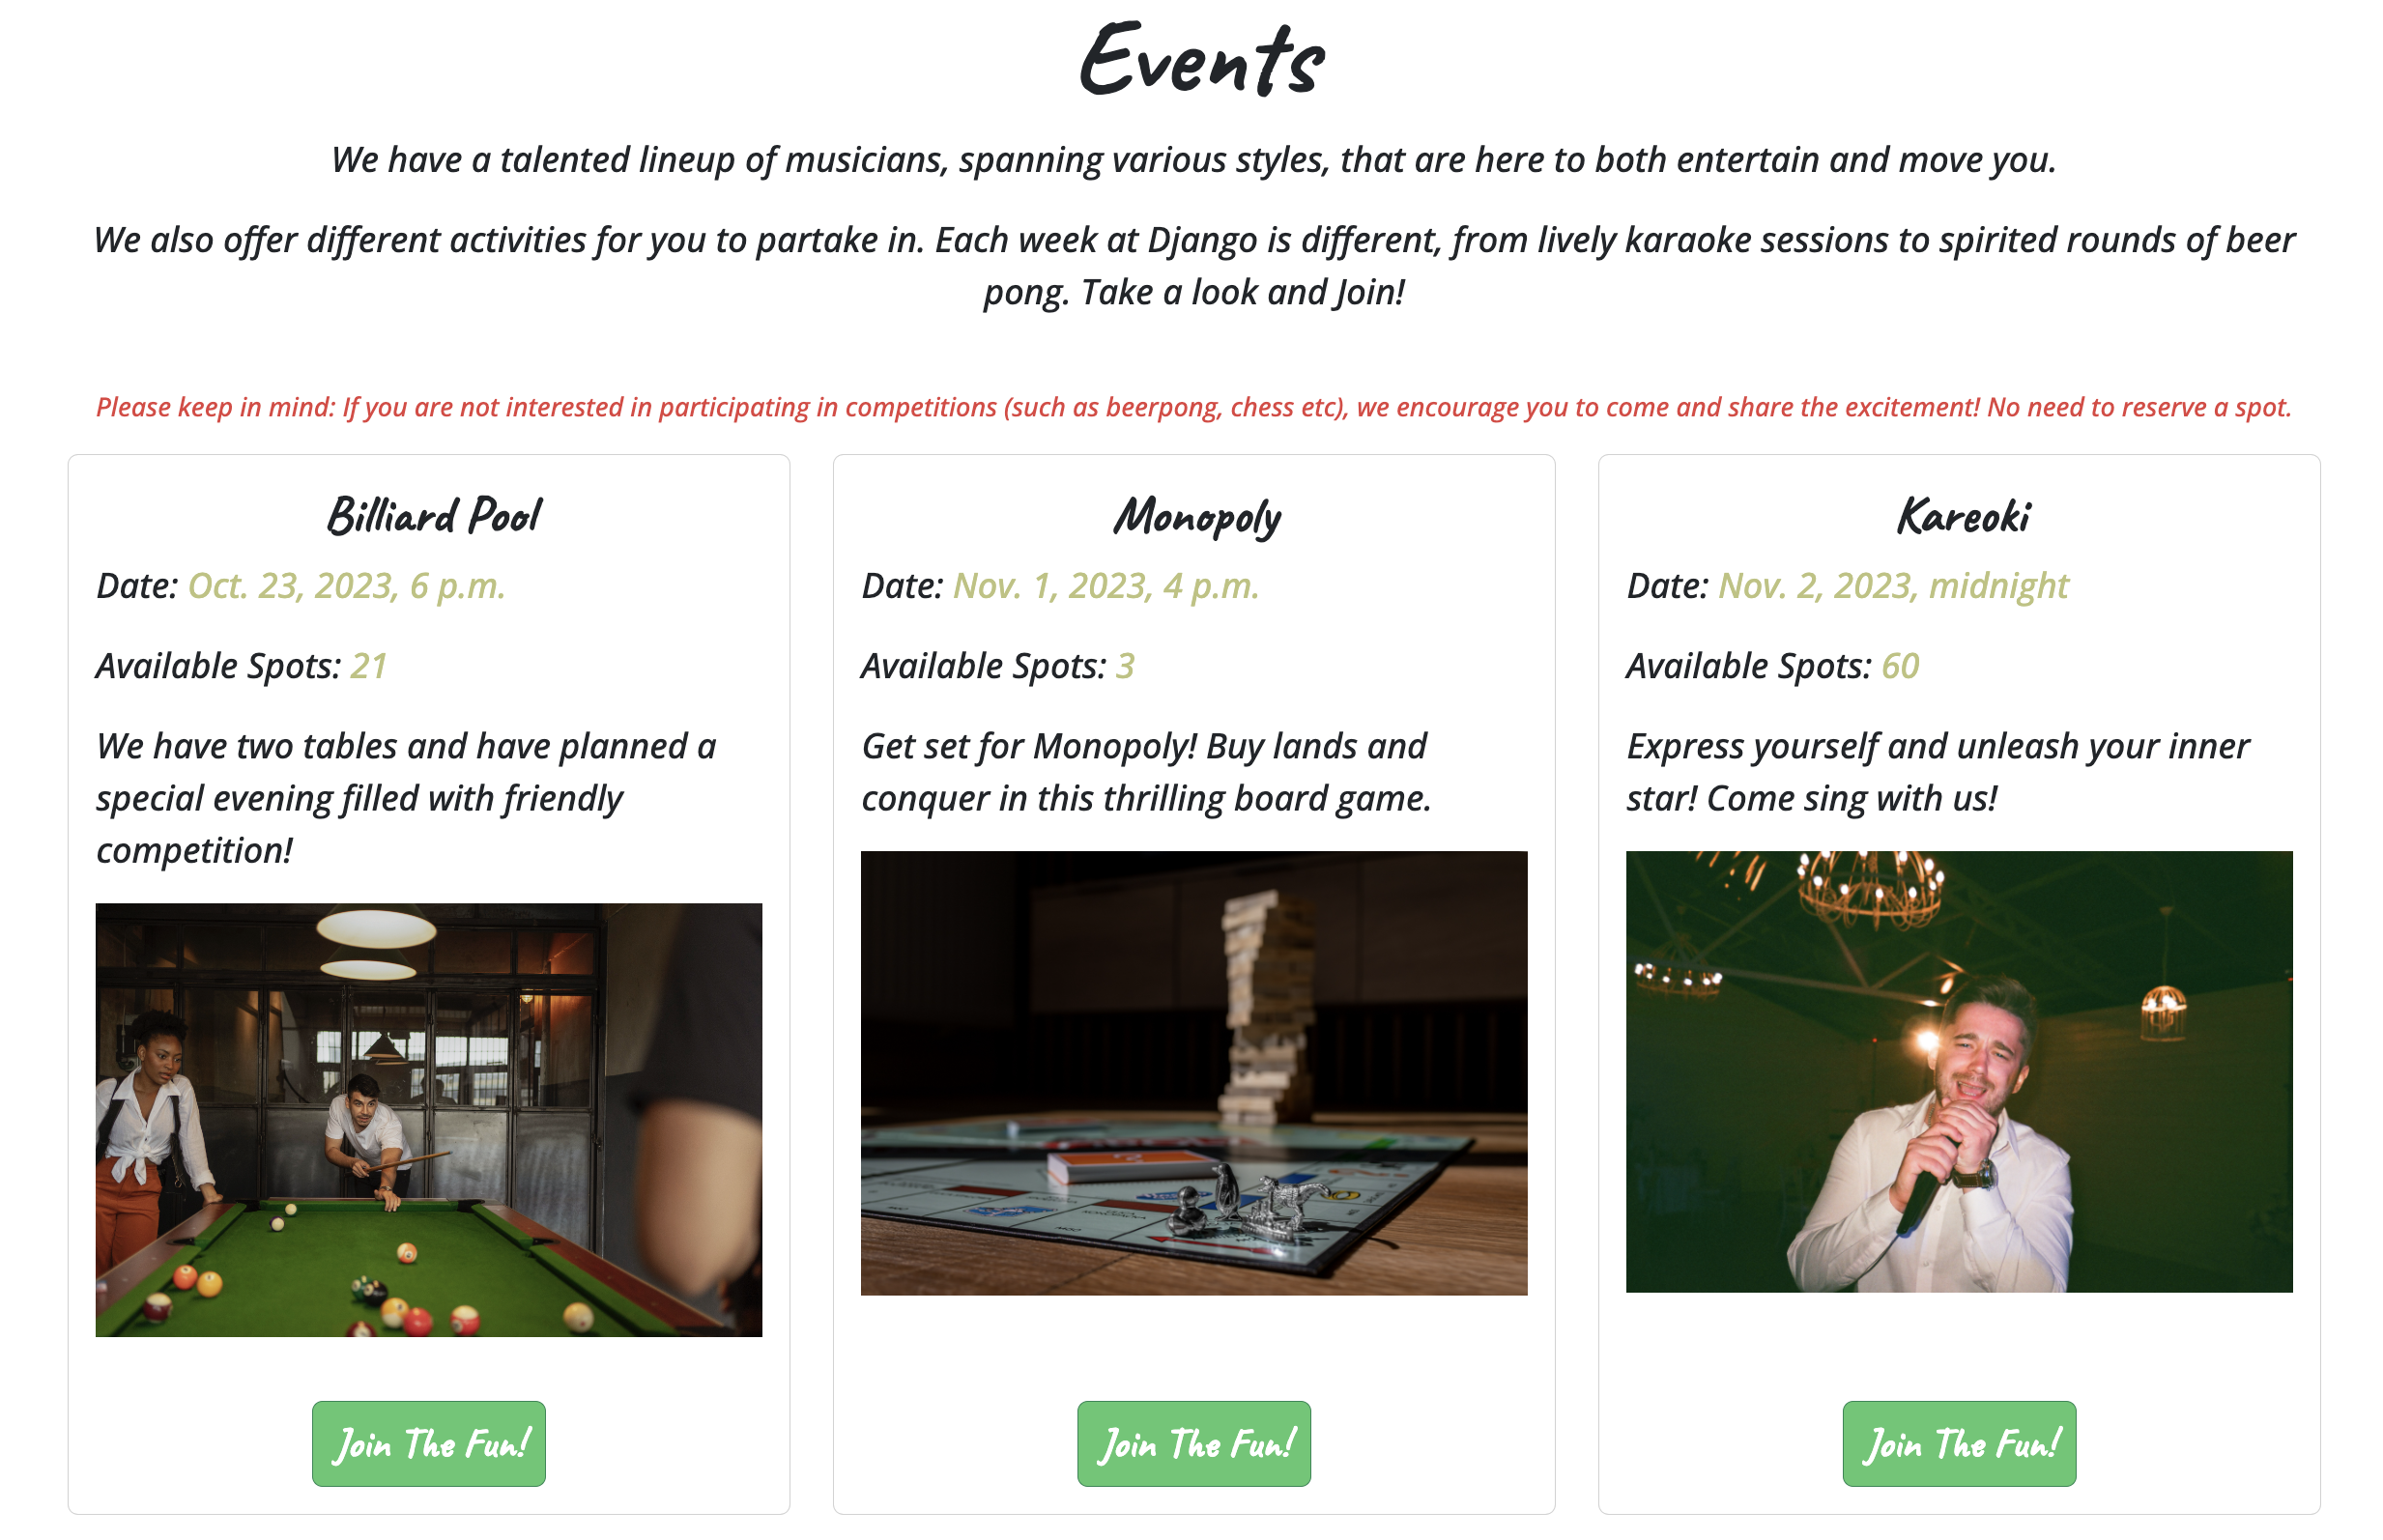 Events
We have a talented lineup of musicians, spanning various styles, that are here to both entertain and move you.
We also offer different activities for you to partake in. Each week at Django is different, from lively karaoke sessions to spirited rounds of beer
pong. Take a look and Join!
Please keep in mind: If you are not interested in participating in competitions (such as beerpong, chess etc), we encourage you to come and share the excitement! No need to reserve a spot.
Billiard Pool
Date: Oct. 23, 2023, 6 p.m.
Available Spots: 21
We have two tables and have planned a
special evening filled with friendly
competition!
Join The Fun!
Monopoly
Date: Nov. 1, 2023, 4 p.m.
Available Spots: 3
Get set for Monopoly! Buy lands and
conquer in this thrilling board game.
Join The Fun!
Kareoki
Date: Nov. 2, 2023, midnight
Available Spots: 60
Express yourself and unleash your inner
star! Come sing with us!
Join The Fun!